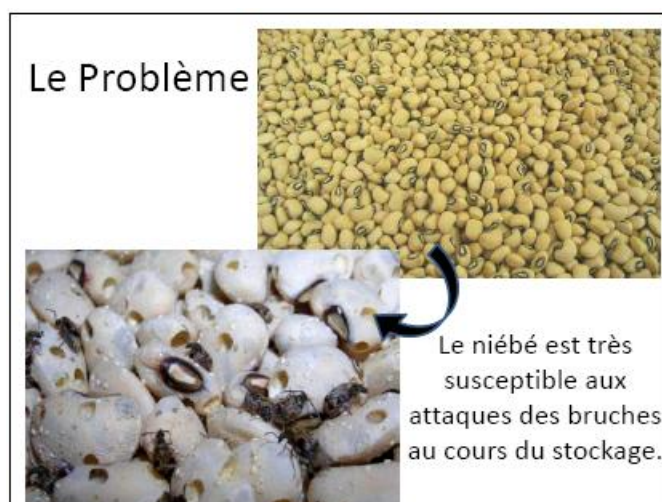 Le Problème
Le niébé est très
susceptible aux
attaques des bruches
au cours du stockage.